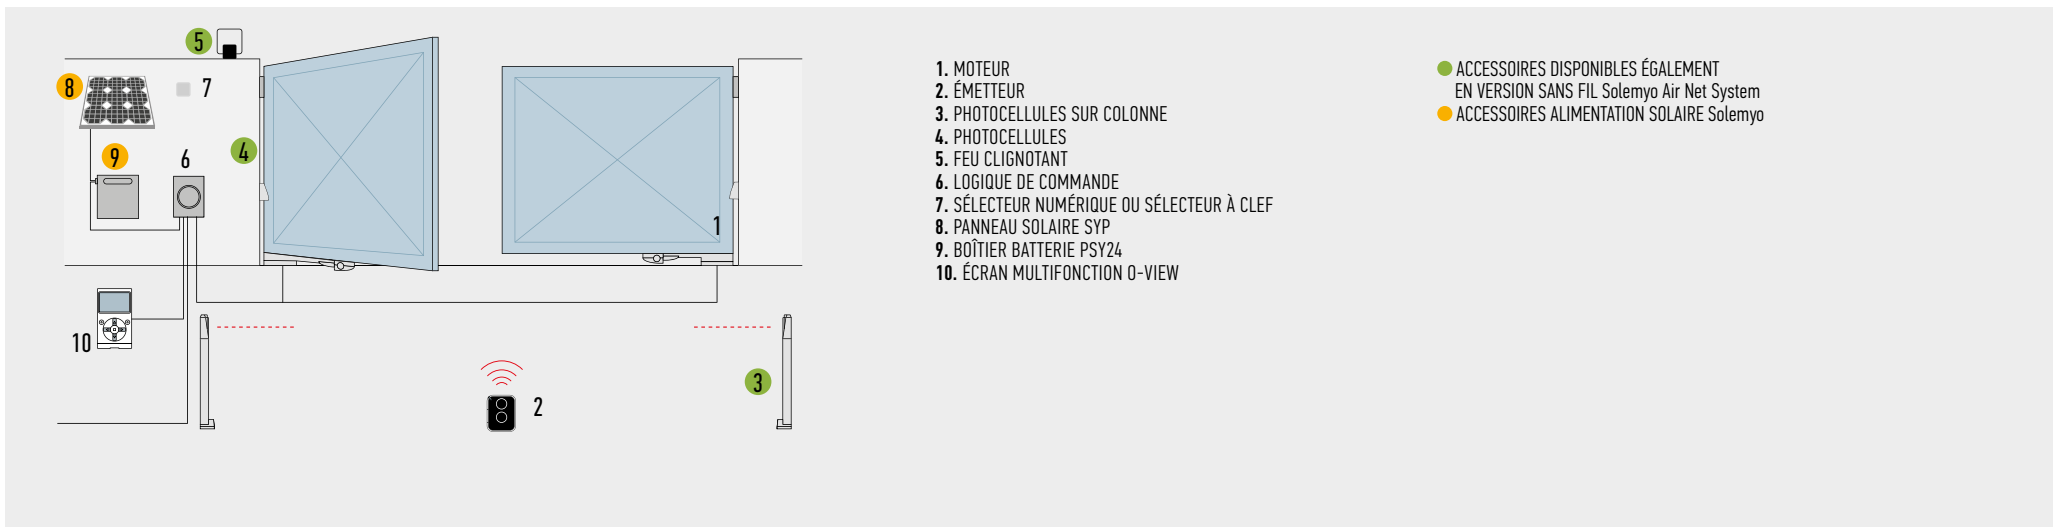 5
8
7
4
9
6
1
10
3
2
1. MOTEUR
2. ÉMETTEUR
3. PHOTOCELLULES SUR COLONNE
4. PHOTOCELLULES
5. FEU CLIGNOTANT
6. LOGIQUE DE COMMANDE
7. SÉLECTEUR NUMÉRIQUE OU SÉLECTEUR À CLEF
8. PANNEAU SOLAIRE SYP
9. BOÎTIER BATTERIE PSY24
10. ÉCRAN MULTIFONCTION O-VIEW
ACCESSOIRES DISPONIBLES ÉGALEMENT
EN VERSION SANS FIL Solemyo Air Net System
ACCESSOIRES ALIMENTATION SOLAIRE Solemyo